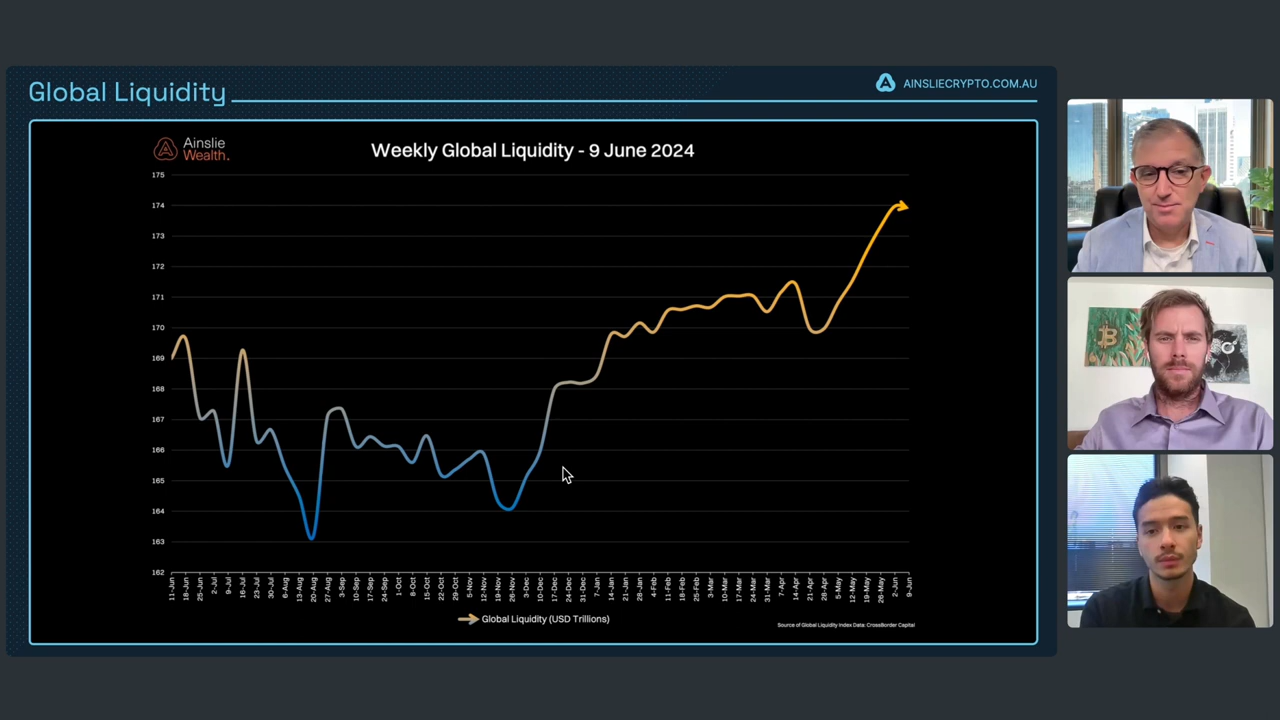 Global Liquidity
AINSLIECRYPTO.COM.AU
Ainslie
Wealth.
Weekly Global Liquidity - 9 June 2024
175
174
173
172
171
170
169
168
167
166
165
164
163
162
11-Jun
18-Jun
25-Jun
2-Jul
9-Jul
16-Jul
23-Jul
30-Jul
6-Aug
13-Aug
20-Aug
27-Aug
3-Sep
10-Sep
17-Sep
24-Sep
1-Oct
8-Oct
15-Oct
22-Oct
29-Oct
5-Nov
12-Nov
19-Nov
26-Nov
3-Dec
10-Dec
17-Dec
24-Dec
31-Dec
7-Jan
14-Jan
21-Jan
28-Jan
4-Feb
11-Feb
18-Feb
25-Feb
3-Mar
10-Mar
17-Mar
24-Mar
31-Mar
7-Apr
14-Apr
21-Apr
28-Apr
5-May
12-May
19-May
26-May
2-Jun
9-Jun
Global Liquidity (USD Trillions)
Source of Global Liquidity Index Data: CrossBorder Capital